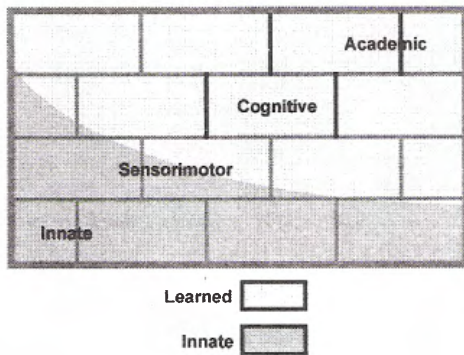 Academic
Cognitive
Sensorimotor
Innate
Learned
Innate